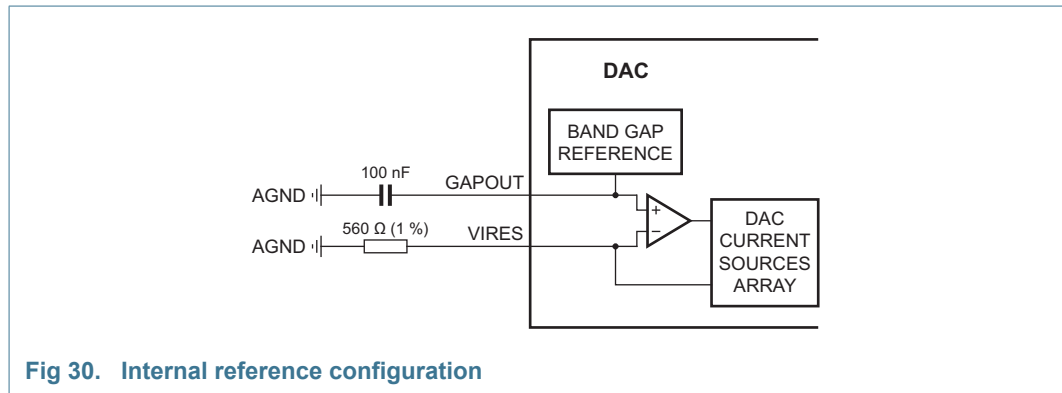 DAC
BAND GAP
REFERENCE
100 nF
AGND
GAPOUT
560 Ω (1 %)
AGND
VIRES
+
−
DAC
CURRENT
SOURCES
ARRAY
Fig 30. Internal reference configuration